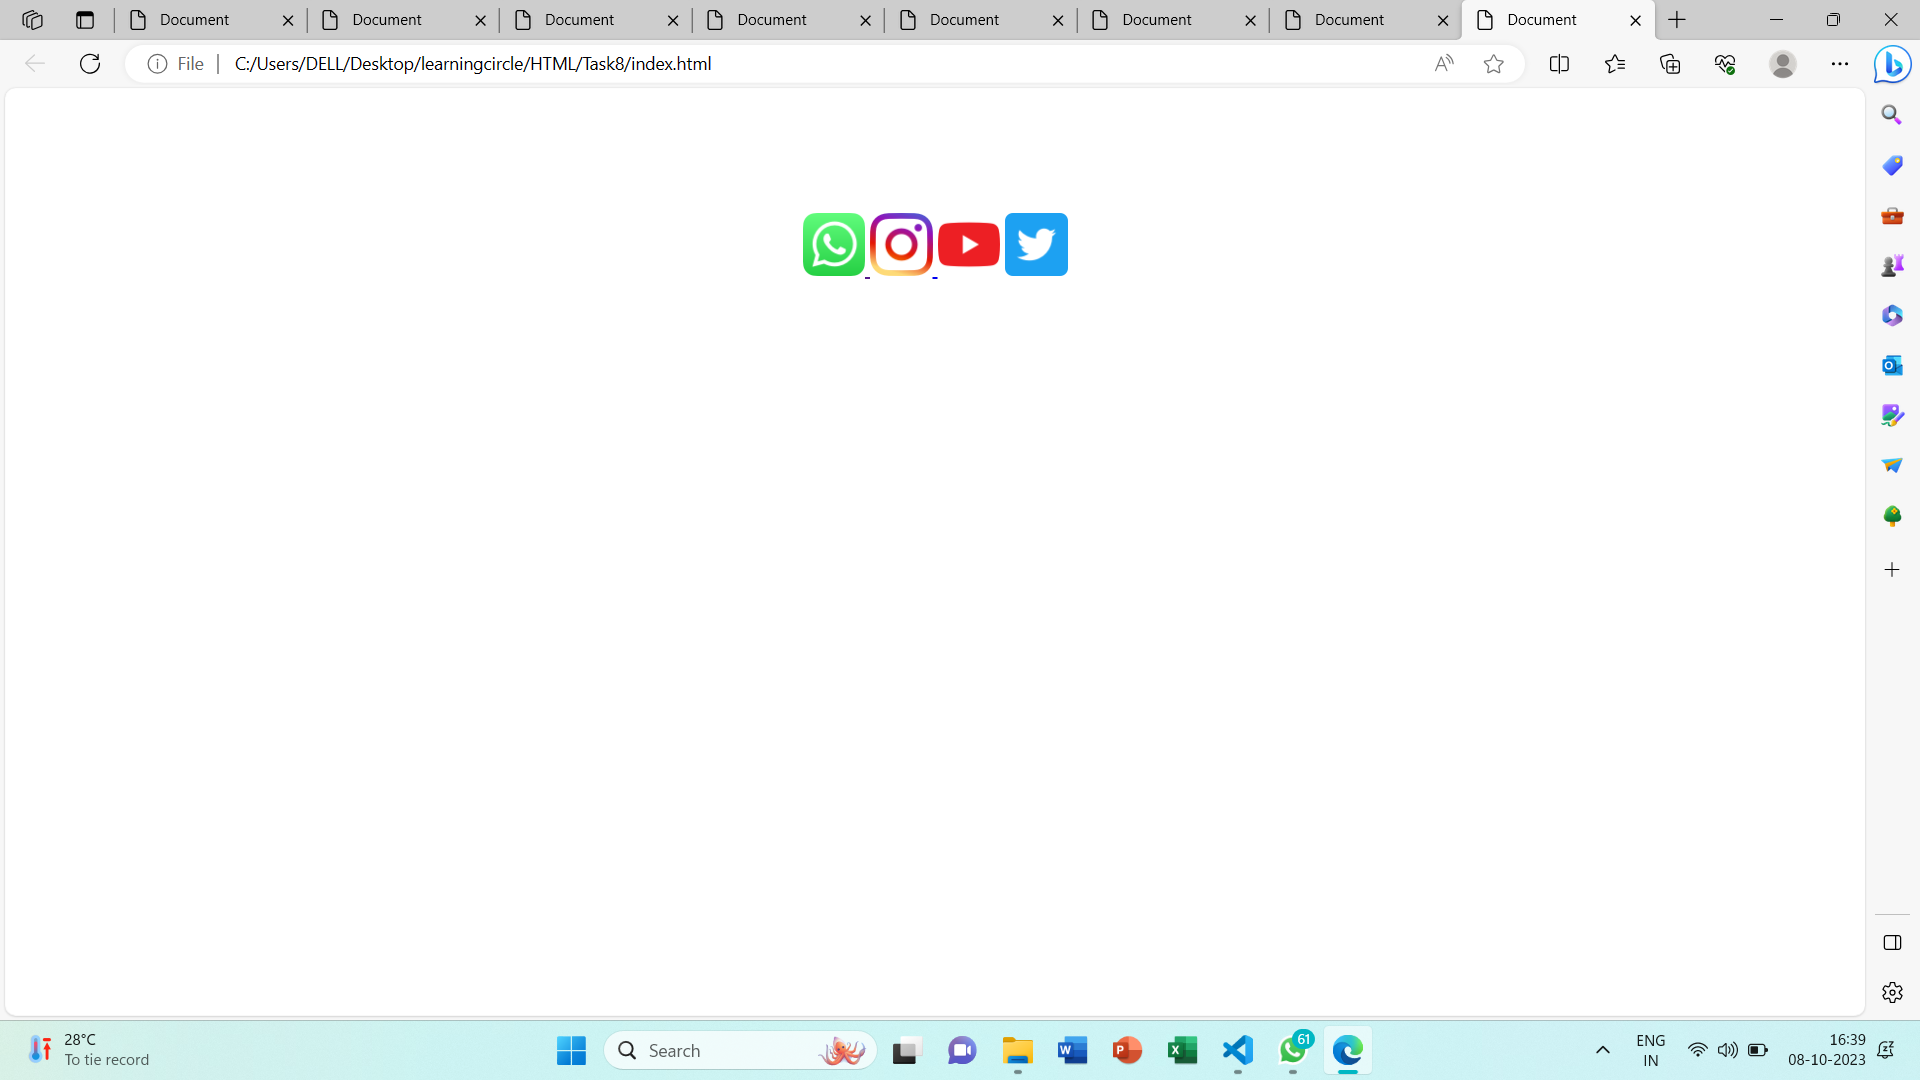 Document Document Document Document Document Document Document Document
File C:/Users/DELL/Desktop/learningcircle/HTML/Task8/index.html
28°C
To tie record
Search
61
ENG
IN
16:39
08-10-2023